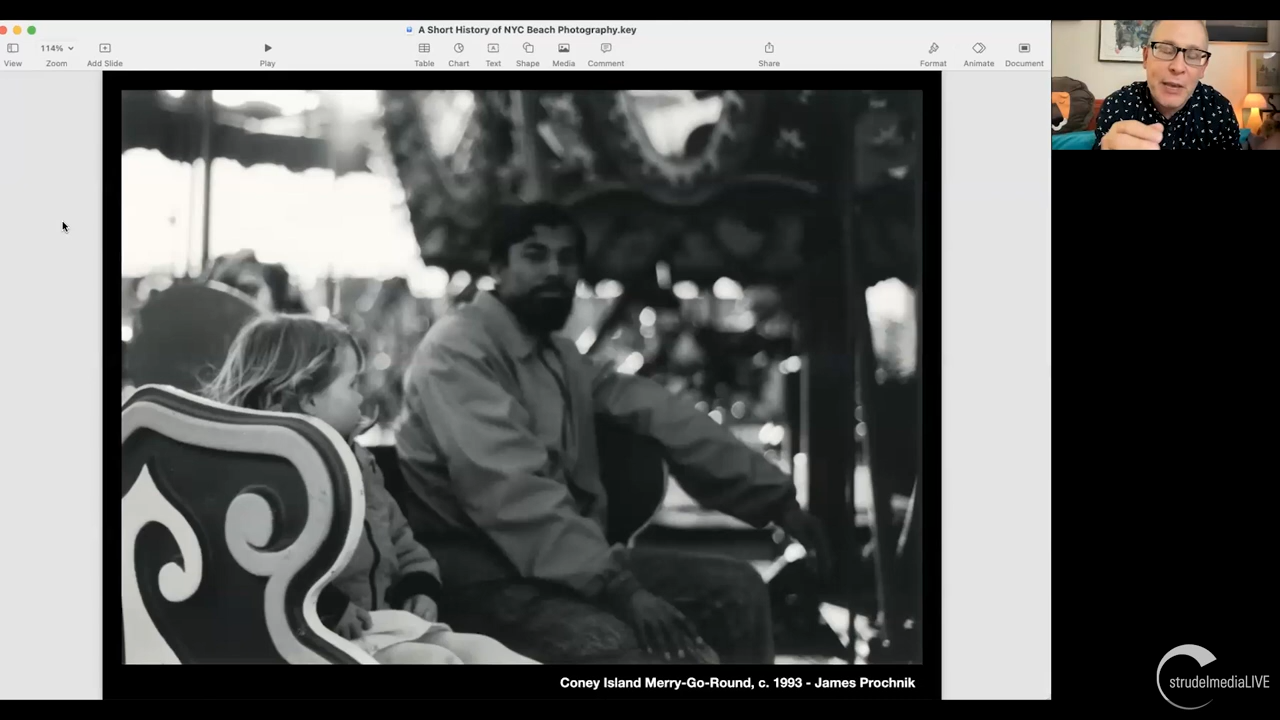 A Short History of NYC Beach Photography.key
114%
View Zoom Add Slide Play Table Chart Text Shape Media Comment Share Format Animate Document
Coney Island Merry-Go-Round, c. 1993 - James Prochnik
strudelmediaLIVE